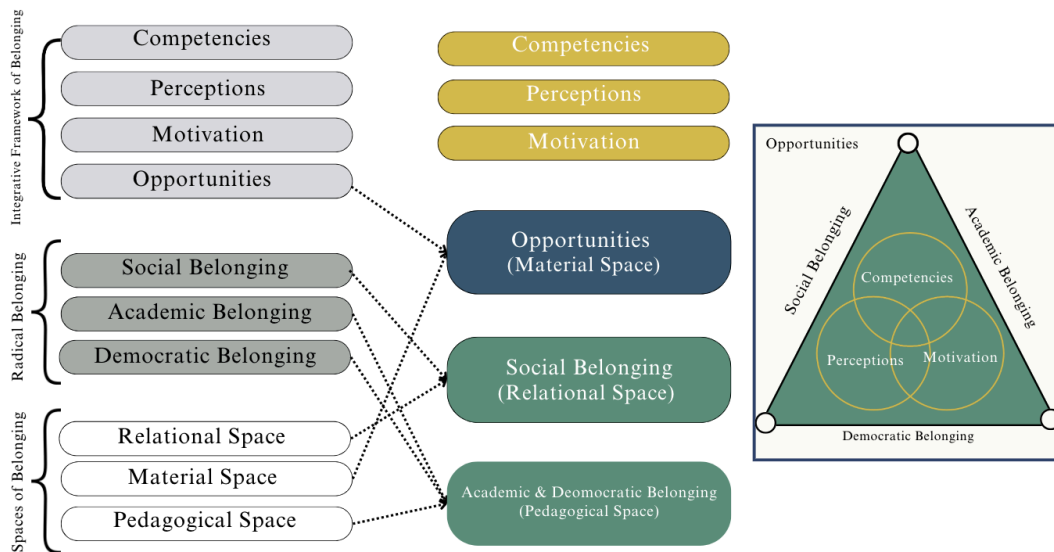 Integrative Framework of Belonging
Competencies
Perceptions
Motivation
Opportunities
Radical Belonging
Social Belonging
Academic Belonging
Democratic Belonging
Spaces of Belonging
Relational Space
Material Space
Pedagogical Space
Competencies
Perceptions
Motivation
Opportunities
(Material Space)
Social Belonging
(Relational Space)
Academic & Deomocratic Belonging
(Pedagogical Space)
Opportunities
Social Belonging
Academic Belonging
Competencies
Perceptions
Motivation
Democratic Belonging